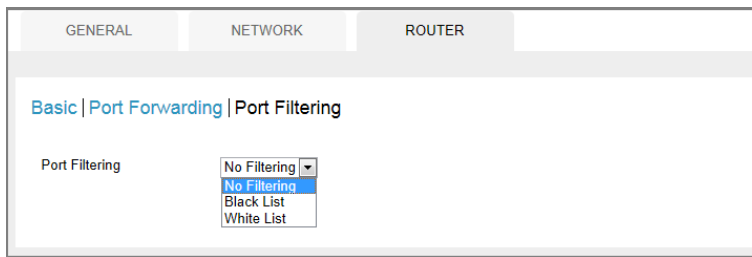 GENERAL NETWORK ROUTER
Basic | Port Forwarding | Port Filtering
Port Filtering No Filtering
No Filtering
Black List
White List